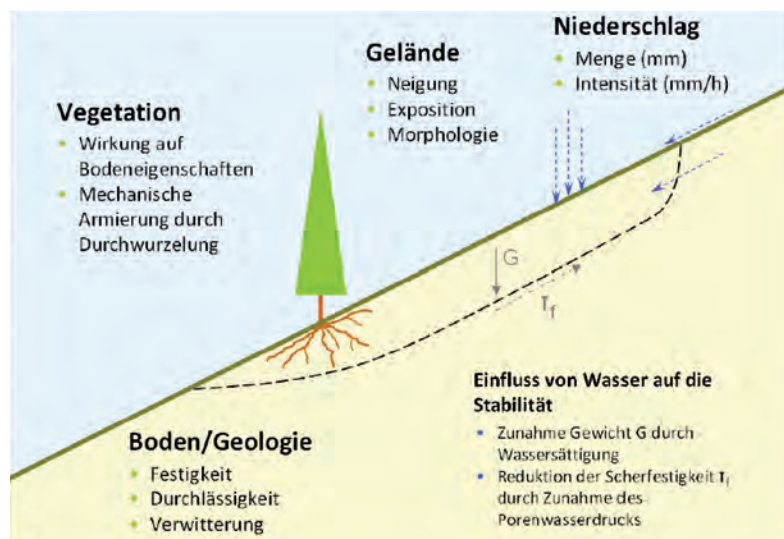 Niederschlag
• Menge (mm)
• Intensität (mm/h)
Gelände
• Neigung
• Exposition
• Morphologie
Vegetation
• Wirkung auf
Bodeneigenschaften
• Mechanische
Armierung durch
Durchwurzelung
G
τf
Einfluss von Wasser auf die
Stabilität
• Zunahme Gewicht G durch
Wassersättigung
• Reduktion der Scherfestigkeit τf
durch Zunahme des
Porenwasserdrucks
Boden/Geologie
• Festigkeit
• Durchlässigkeit
• Verwitterung